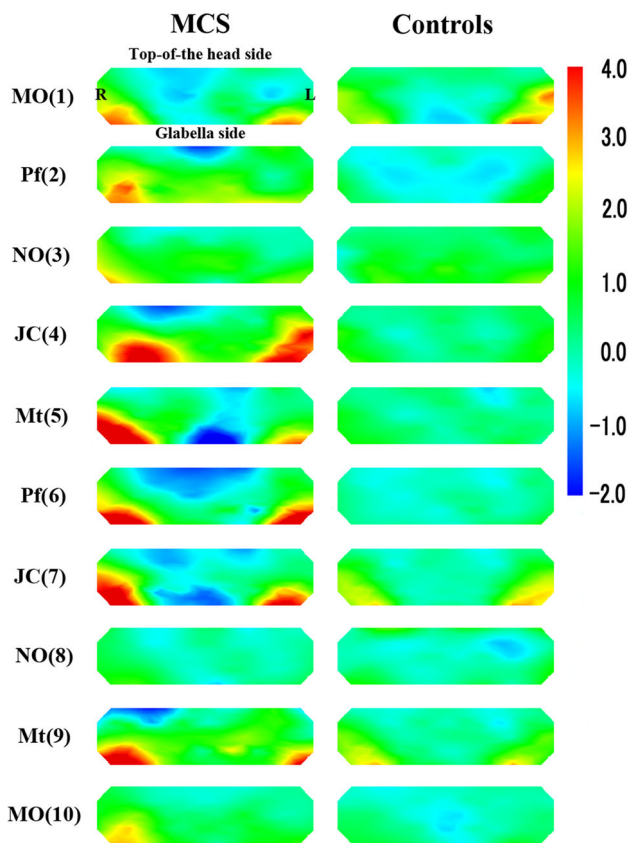 MCS Controls
Top-of-the head side
MO(1) R L
Glabella side
Pf(2)
NO(3)
JC(4)
Mt(5)
Pf(6)
JC(7)
NO(8)
Mt(9)
MO(10)
4.0
3.0
2.0
1.0
0.0
−1.0
−2.0